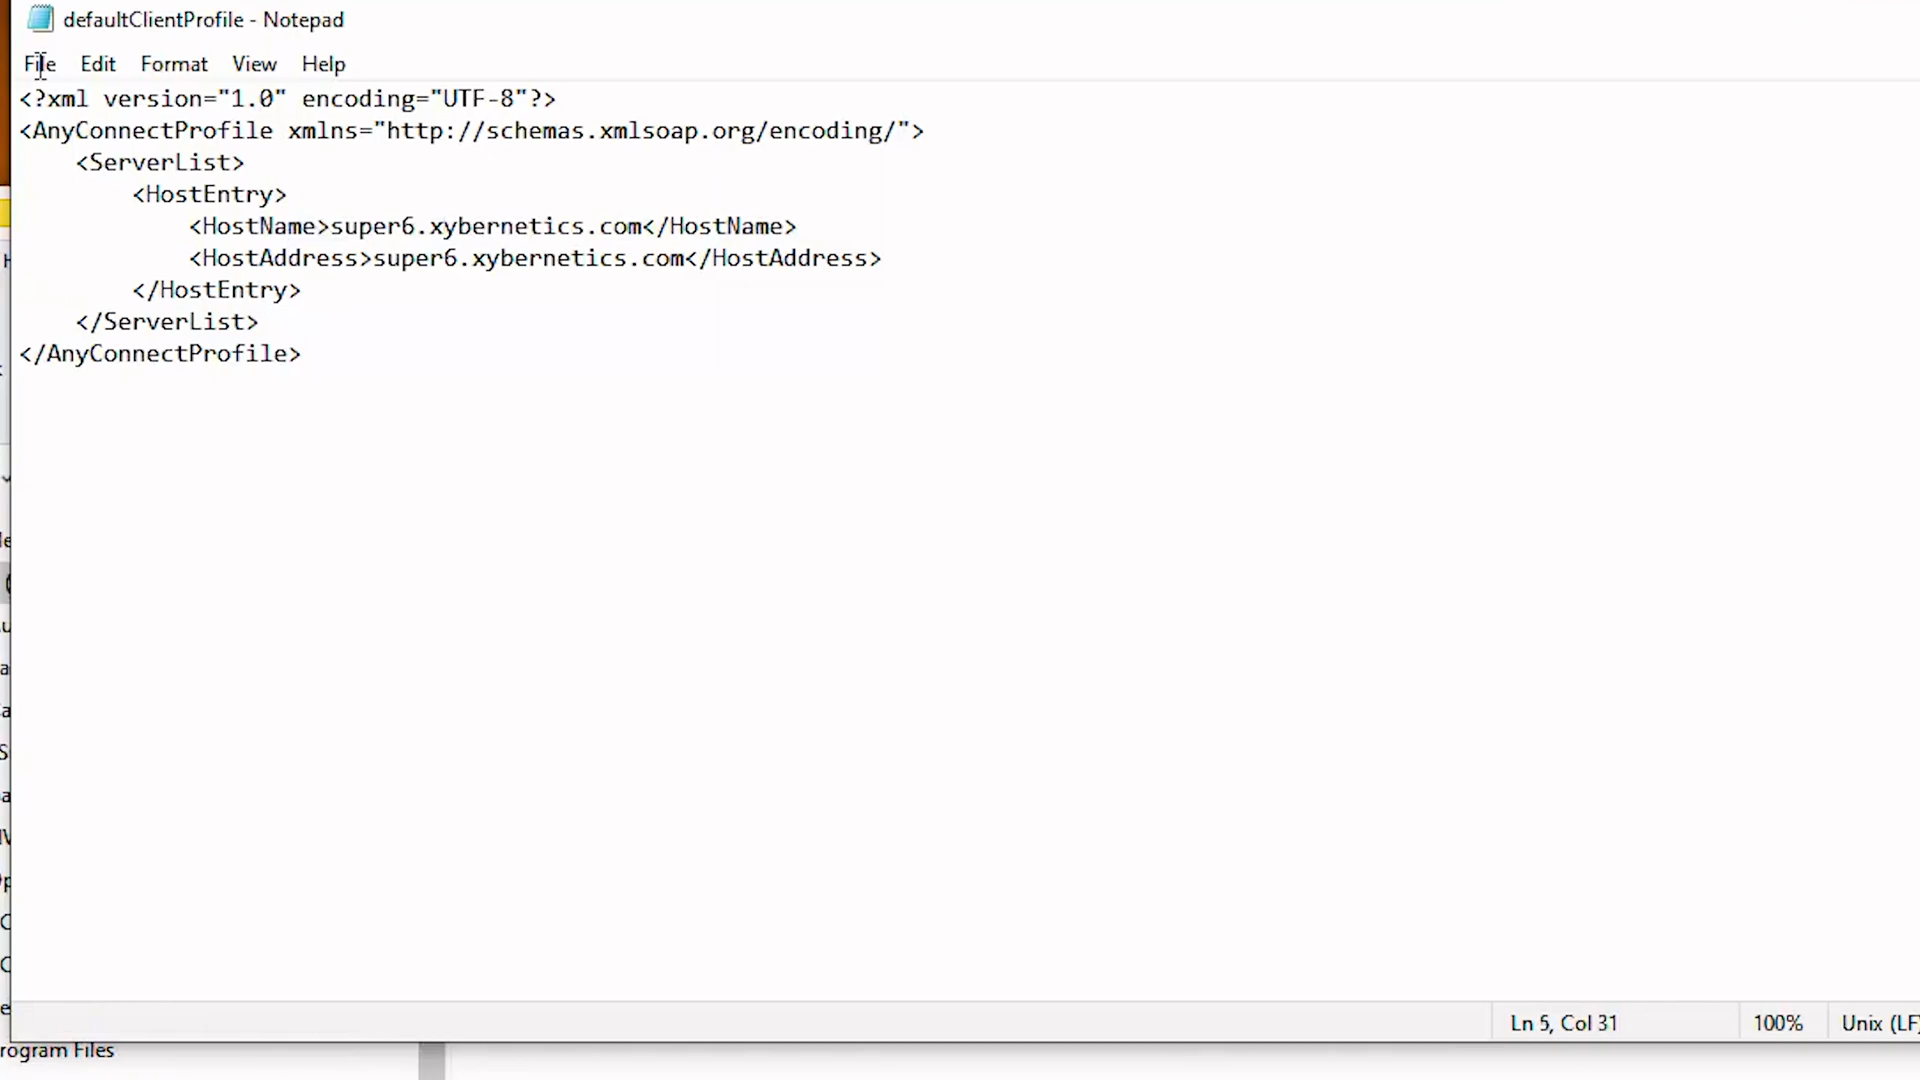 defaultClientProfile - Notepad
File Edit Format View Help
<?xml version="1.0" encoding="UTF-8"?>
<AnyConnectProfile xmlns="http://schemas.xmlsoap.org/encoding/">
    <ServerList>
        <HostEntry>
            <HostName>super6.xybernetics.com</HostName>
            <HostAddress>super6.xybernetics.com</HostAddress>
        </HostEntry>
    </ServerList>
</AnyConnectProfile>
Ln 5, Col 31 100% Unix (LF
rogram Files